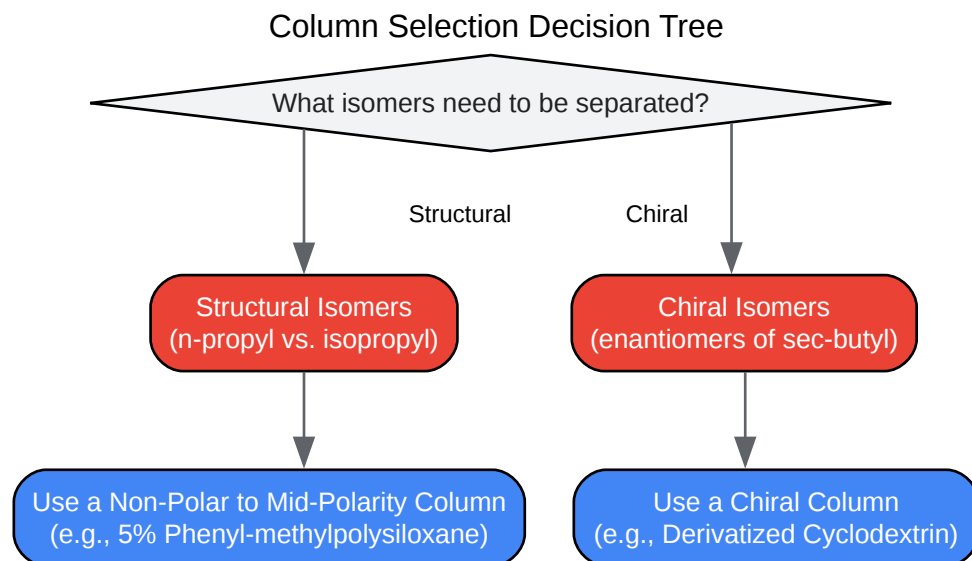 Column Selection Decision Tree
What isomers need to be separated?
Structural
Chiral
Structural Isomers
(n-propyl vs. isopropyl)
Chiral Isomers
(enantiomers of sec-butyl)
Use a Non-Polar to Mid-Polarity Column
(e.g., 5% Phenyl-methylpolysiloxane)
Use a Chiral Column
(e.g., Derivatized Cyclodextrin)